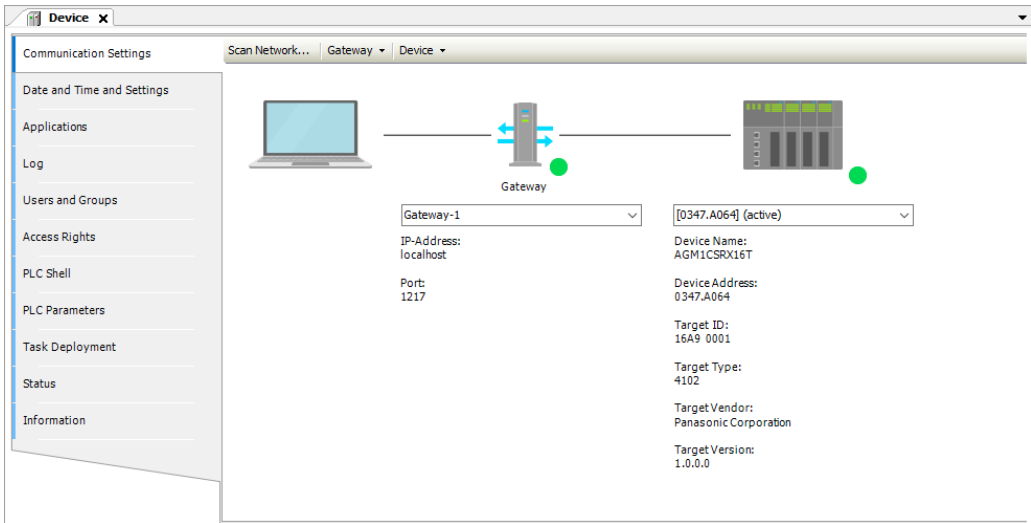 Device X
Communication Settings
Date and Time and Settings
Applications
Log
Users and Groups
Access Rights
PLC Shell
PLC Parameters
Task Deployment
Status
Information
Scan Network... Gateway Device
Gateway
Gateway-1
IP-Address:
localhost
Port:
1217
[0347.A064] (active)
Device Name:
AGM1CSRX16T
Device Address:
0347.A064
Target ID:
16A9 0001
Target Type:
4102
Target Vendor:
Panasonic Corporation
Target Version:
1.0.0.0